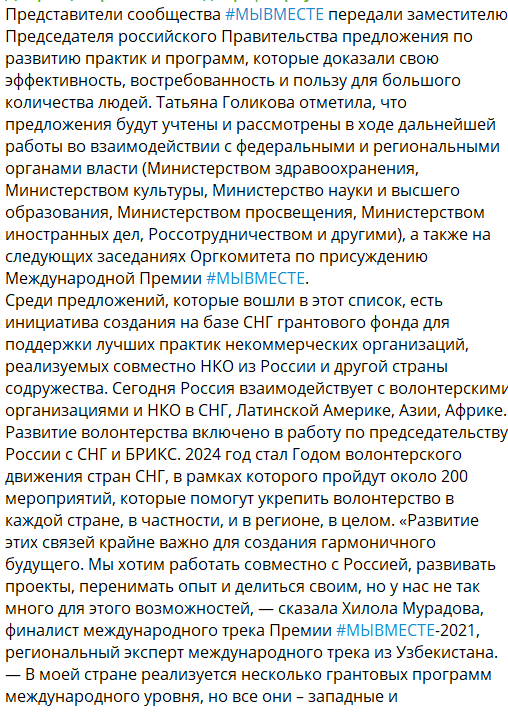 Представители сообщества #МЫВМЕСТЕ передали заместителю
Председателя российского Правительства предложения по
развитию практик и программ, которые доказали свою
эффективность, востребованность и пользу для большого
количества людей. Татьяна Голикова отметила, что
предложения будут учтены и рассмотрены в ходе дальнейшей
работы во взаимодействии с федеральными и региональными
органами власти (Министерством здравоохранения,
Министерством культуры, Министерство науки и высшего
образования, Министерством просвещения, Министерством
иностранных дел, Россотрудничеством и другими), а также на
следующих заседаниях Оргкомитета по присуждению
Международной Премии #МЫВМЕСТЕ.
Среди предложений, которые вошли в этот список, есть
инициатива создания на базе СНГ грантового фонда для
поддержки лучших практик некоммерческих организаций,
реализуемых совместно НКО из России и другой страны
содружества. Сегодня Россия взаимодействует с волонтерскими
организациями и НКО в СНГ, Латинской Америке, Азии, Африке.
Развитие волонтерства включено в работу по председательству
России с СНГ и БРИКС. 2024 год стал Годом волонтерского
движения стран СНГ, в рамках которого пройдут около 200
мероприятий, которые помогут укрепить волонтерство в
каждой стране, в частности, и в регионе, в целом. «Развитие
этих связей крайне важно для создания гармоничного
будущего. Мы хотим работать совместно с Россией, развивать
проекты, перенимать опыт и делиться своим, но у нас не так
много для этого возможностей, — сказала Хилола Мурадова,
финалист международного трека Премии #МЫВМЕСТЕ-2021,
региональный эксперт международного трека из Узбекистана.
— В моей стране реализуется несколько грантовых программ
международного уровня, но все они – западные и